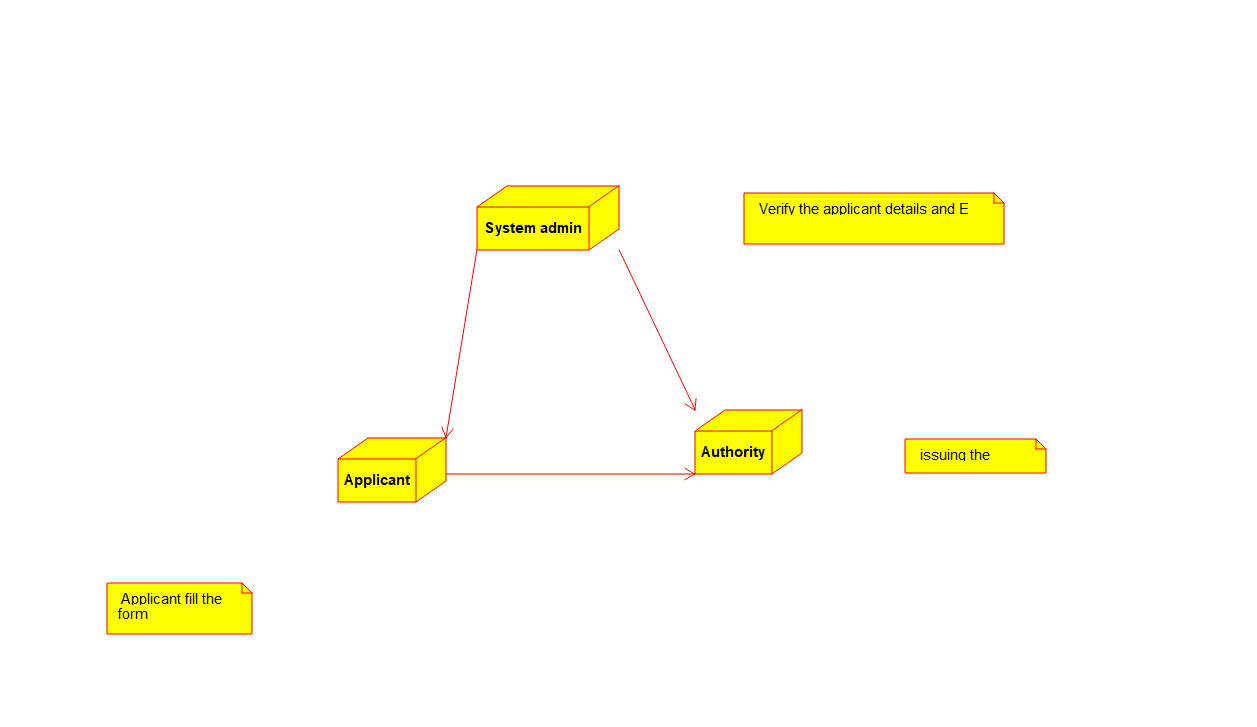 System admin
Verify the applicant details and E
Authority
issuing the
Applicant
Applicant fill the
form